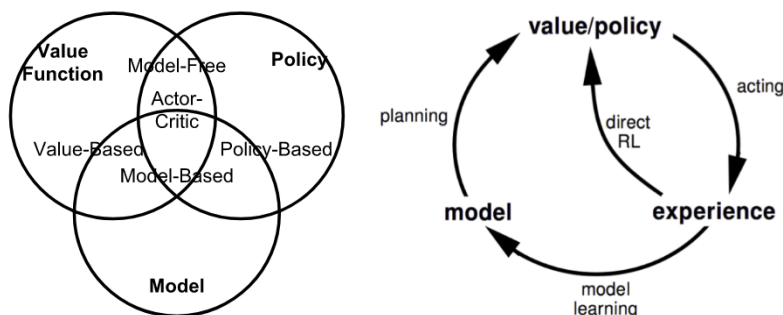 Value
Function
Model-Free
Policy
Actor-
Critic
Value-Based
Policy-Based
Model-Based
Model
value/policy
planning
acting
direct
RL
model
experience
model
learning